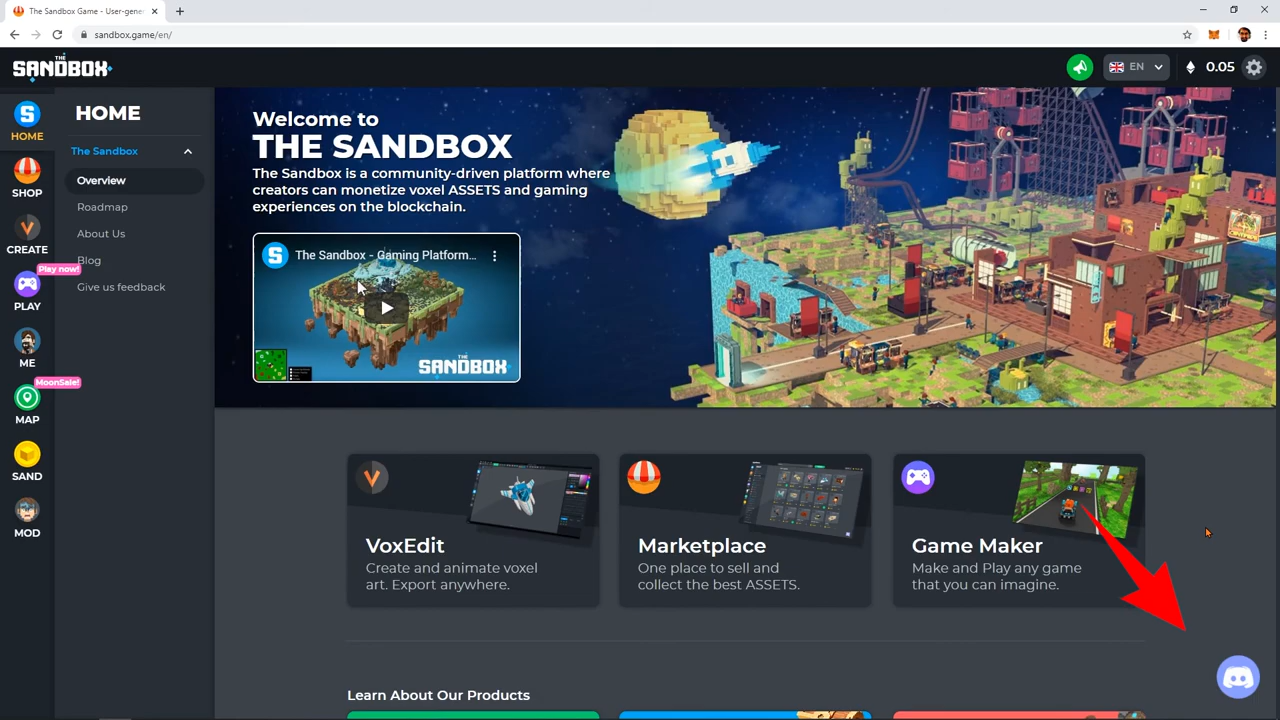 The Sandbox Game - User-gener
sandbox.game/en/
THE
SANDBOX
EN
0.05
HOME
SHOP
CREATE
Play now!
PLAY
ME
MoonSale!
MAP
SAND
MOD
HOME
The Sandbox
Overview
Roadmap
About Us
Blog
Give us feedback
Welcome to
THE SANDBOX
The Sandbox is a community-driven platform where
creators can monetize voxel ASSETS and gaming
experiences on the blockchain.
The Sandbox - Gaming Platform...
THE
SANDBOX
VoxEdit
Create and animate voxel
art. Export anywhere.
Marketplace
One place to sell and
collect the best ASSETS.
Game Maker
Make and Play any game
that you can imagine.
Learn About Our Products